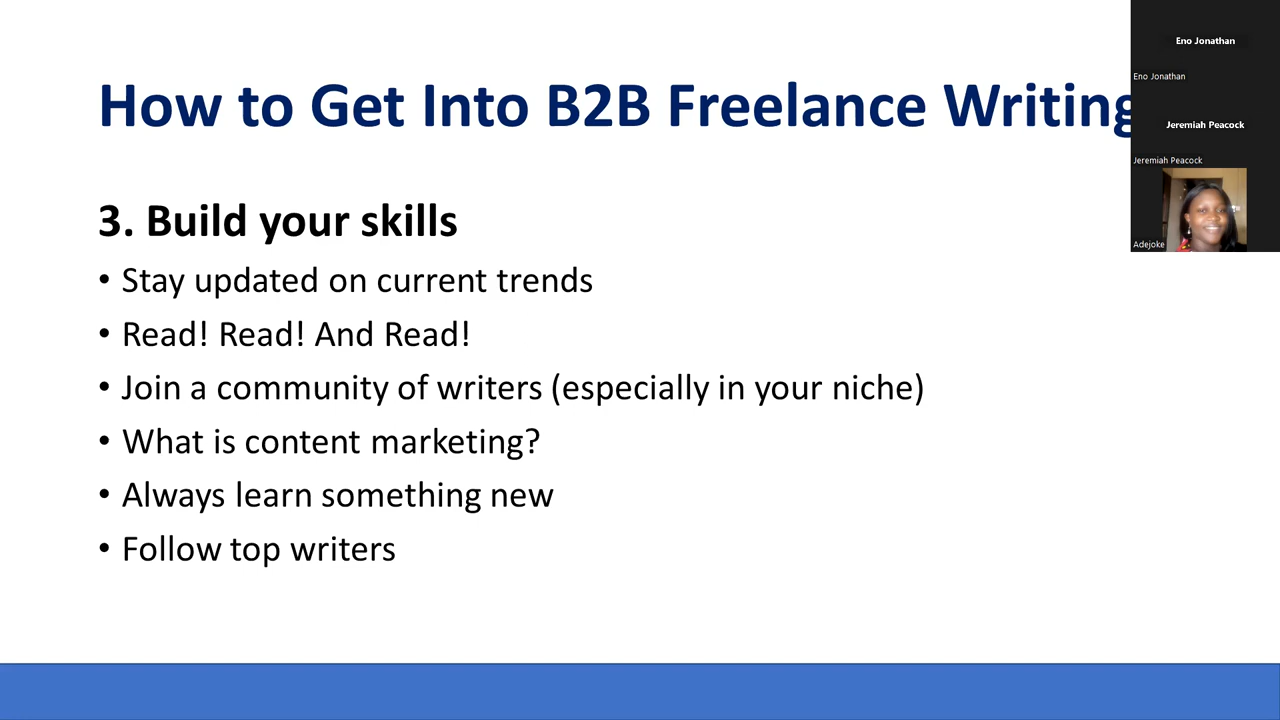 How to Get Into B2B Freelance Writing
3. Build your skills
• Stay updated on current trends
• Read! Read! And Read!
• Join a community of writers (especially in your niche)
• What is content marketing?
• Always learn something new
• Follow top writers
Eno Jonathan
Eno Jonathan
Jeremiah Peacock
Jeremiah Peacock
Adejoke